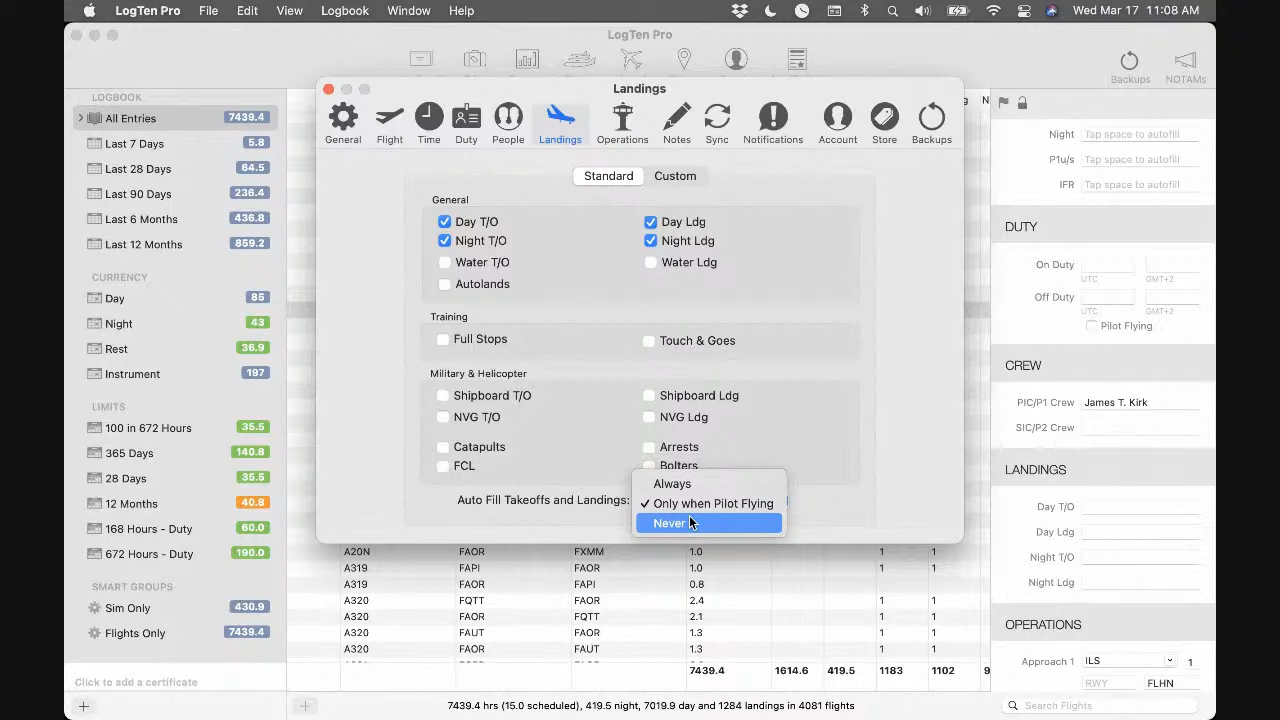 LogTen Pro File Edit View Logbook Window Help Wed Mar 17 11:08 AM
LogTen Pro
Backups NOTAMs
LOGBOOK
All Entries 7439.4
Last 7 Days 5.8
Last 28 Days 64.5
Last 90 Days 236.4
Last 6 Months 436.8
Last 12 Months 859.2
CURRENCY
Day 85
Night 43
Rest 36.9
Instrument 197
LIMITS
100 in 672 Hours 35.5
365 Days 140.8
28 Days 35.5
12 Months 40.8
168 Hours - Duty 60.0
672 Hours - Duty 190.0
SMART GROUPS
Sim Only 430.9
Flights Only 7439.4
Click to add a certificate
Landings
General Flight Time Duty People Landings Operations Notes Sync Notifications Account Store Backups
Standard Custom
General
Day T/O Day Ldg
Night T/O Night Ldg
Water T/O Water Ldg
Autolands
Training
Full Stops Touch & Goes
Military & Helicopter
Shipboard T/O Shipboard Ldg
NVG T/O NVG Ldg
Catapults Arrests
FCL Bolters
Auto Fill Takeoffs and Landings:
Always
✓ Only when Pilot Flying
Never
A20N FAOR FXMM 1.0 1 1
A319 FAPI FAOR 1.0 1 1
A319 FAOR FAPI 0.8
A320 FQTT FAOR 2.4 1 1
A320 FAOR FQTT 2.1 1 1
A320 FAUT FAOR 1.3 1 1
A320 FAOR FAUT 1.3 1 1
7439.4 1614.6 419.5 1183 1102 9
7439.4 hrs (15.0 scheduled), 419.5 night, 7019.9 day and 1284 landings in 4081 flights
Night Tap space to autofill
P1u/s Tap space to autofill
IFR Tap space to autofill
DUTY
On Duty
UTC GMT+2
Off Duty
UTC GMT+2
Pilot Flying
CREW
PIC/P1 Crew James T. Kirk
SIC/P2 Crew
LANDINGS
Day T/O
Day Ldg
Night T/O
Night Ldg
OPERATIONS
Approach 1 ILS 1
RWY FLHN
Search Flights